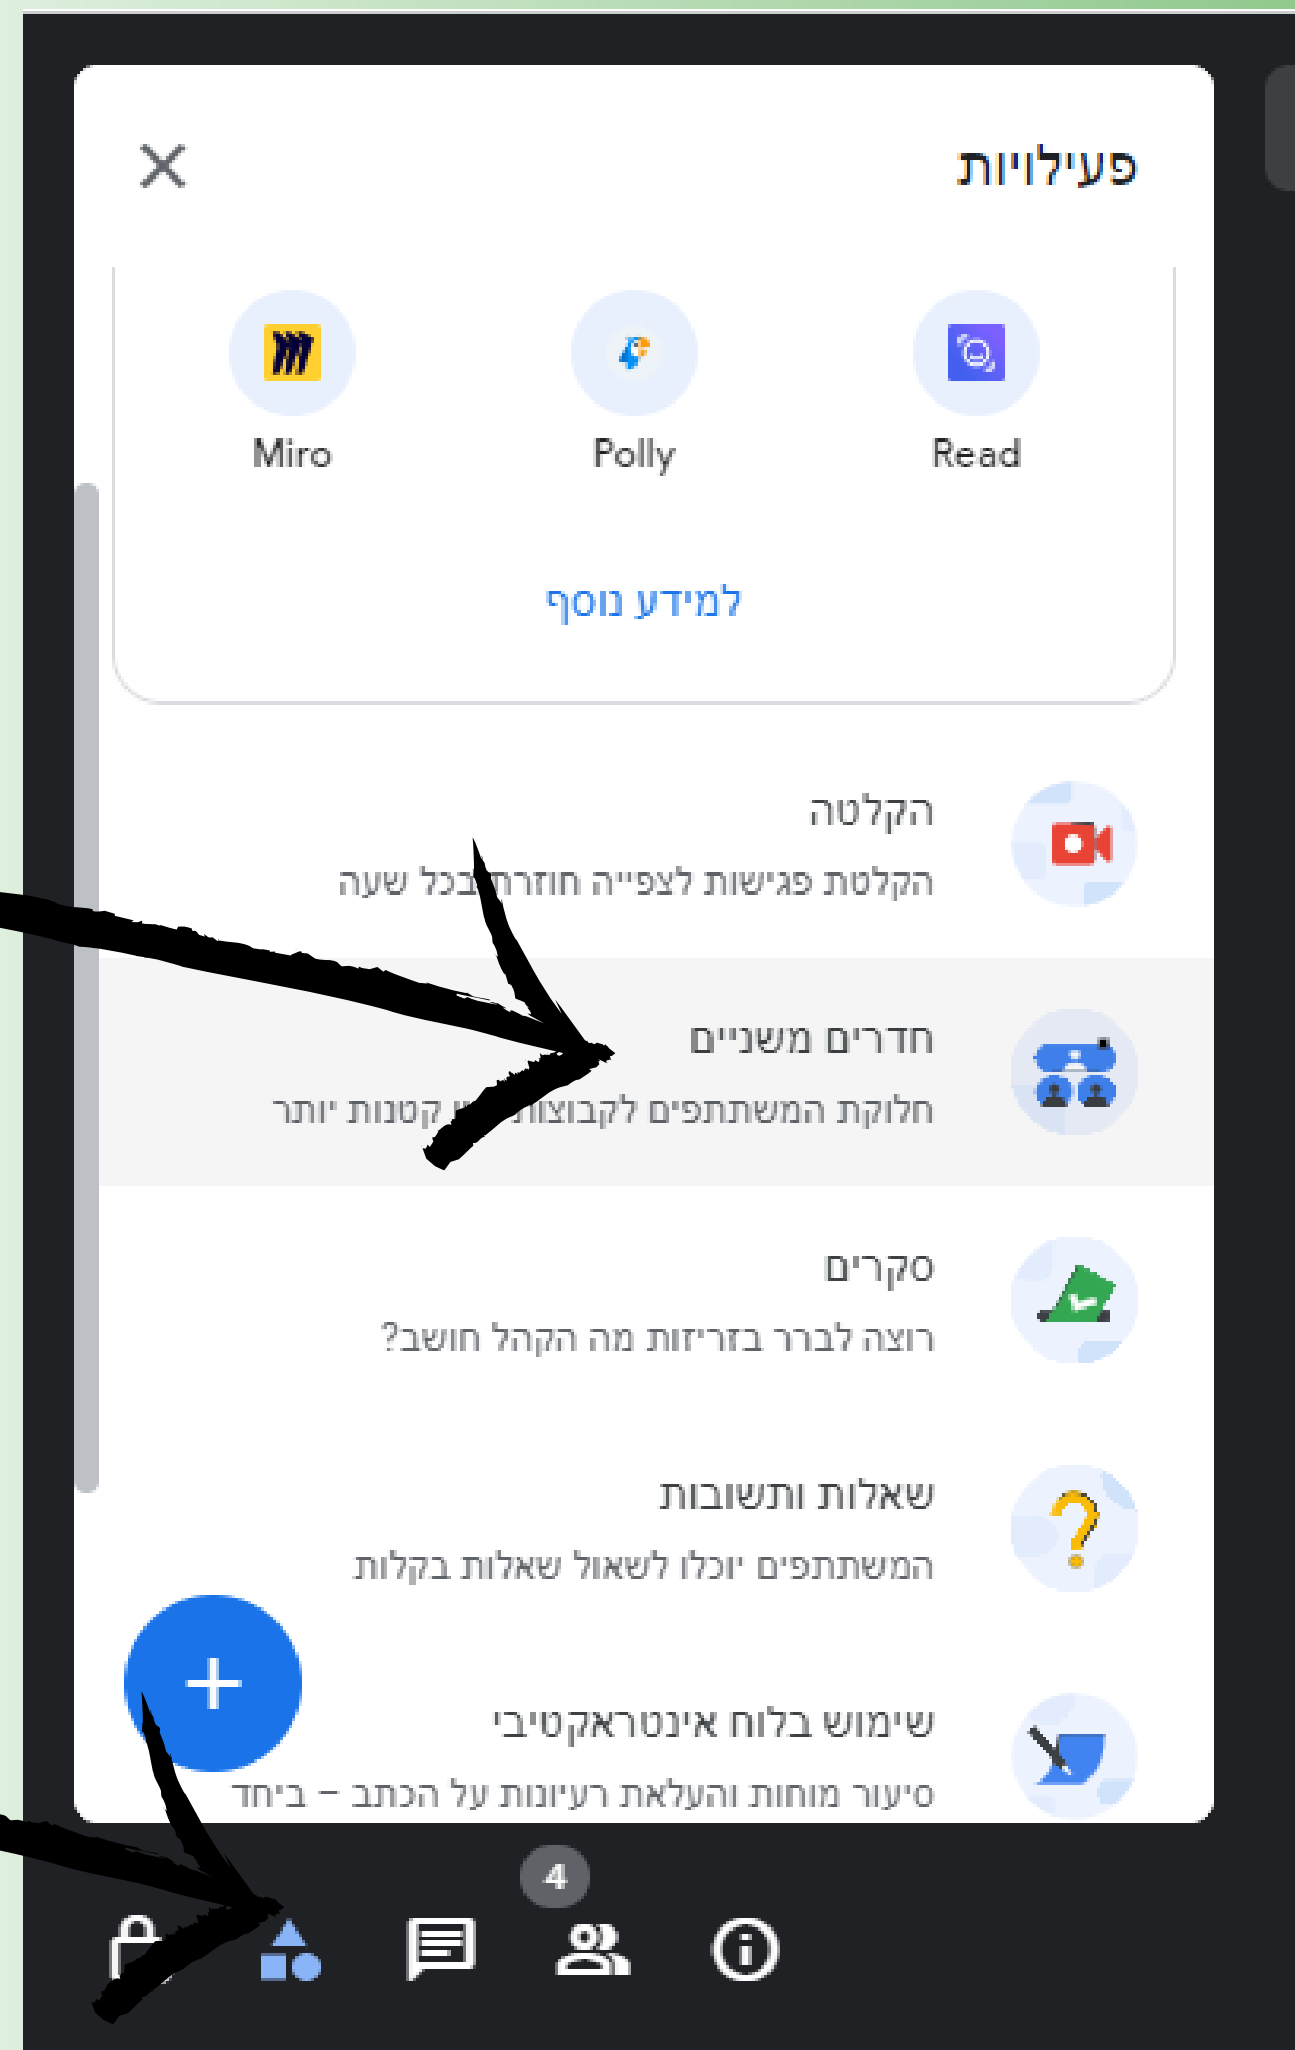 פעילויות
Read Polly Miro
למידע נוסף
הקלטה
הקלטת פגישות לצפייה חוזרת בכל שעה
חדרים משניים
חלוקת המשתתפים לקבוצות קטנות יותר
סקרים
רוצה לברר בזריזות מה הקהל חושב?
שאלות ותשובות
המשתתפים יוכלו לשאול שאלות בקלות
שימוש בלוח אינטראקטיבי
סיעור מוחות והעלאת רעיונות על הכתב – ביחד
4